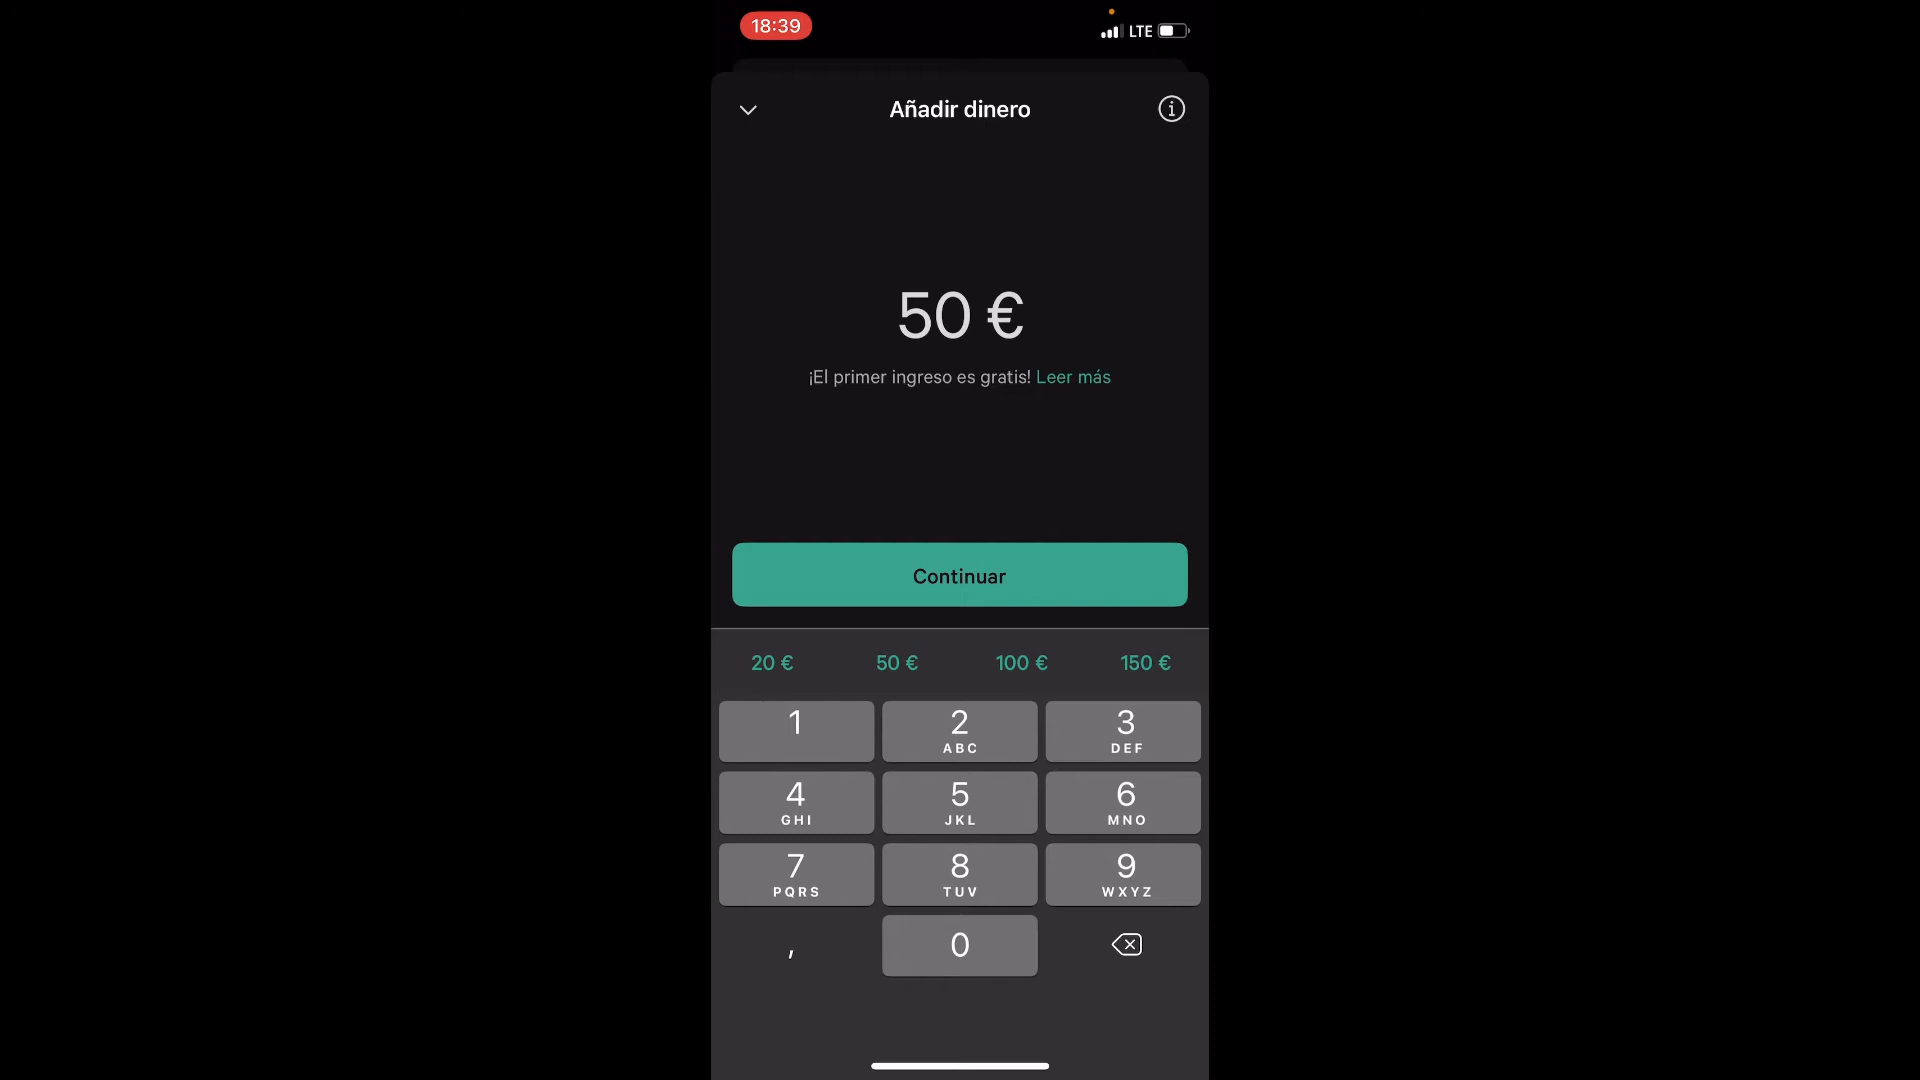 18:39
LTE
Añadir dinero
50 €
¡El primer ingreso es gratis! Leer más
Continuar
20 € 50 € 100 € 150 €
1 2 3
ABC DEF
4 5 6
GHI JKL MNO
7 8 9
PQRS TUV WXYZ
, 0